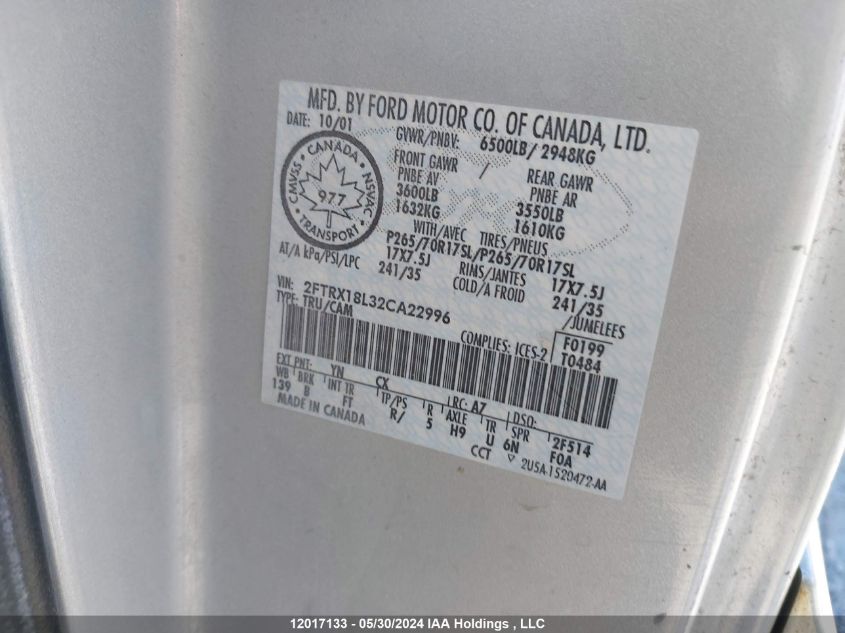 MFD. BY FORD MOTOR CO. OF CANADA, LTD.
DATE: 10/01 GVWR/PNBV: 6500LB/ 2948KG
CMVSS CANADA NSVAC
977
TRANSPORT
FRONT GAWR / REAR GAWR
PNBE AV PNBE AR
3600LB 3550LB
1632KG 1610KG
WITH/AVEC TIRES/PNEUS
P265/70R17SL/P265/70R17SL
17X7.5J RIMS/JANTES 17X7.5J
AT/A kPa/PSI/LPC 241/35 COLD/A FROID 241/35
/JUMELEES
VIN: 2FTRX18L32CA22996
TYPE: TRU/CAM
COMPLIES: ICES-2 F0199
T0484
EXT PNT: YN CX RC: A7 DSO:
WB BRK INT TR TP/PS R AXLE TR SPR 2F514
139 B FT R/ 5 H9 U 6N F0A
MADE IN CANADA
CCT 2U5A-1520472-AA
12017133 - 05/30/2024 IAA Holdings , LLC